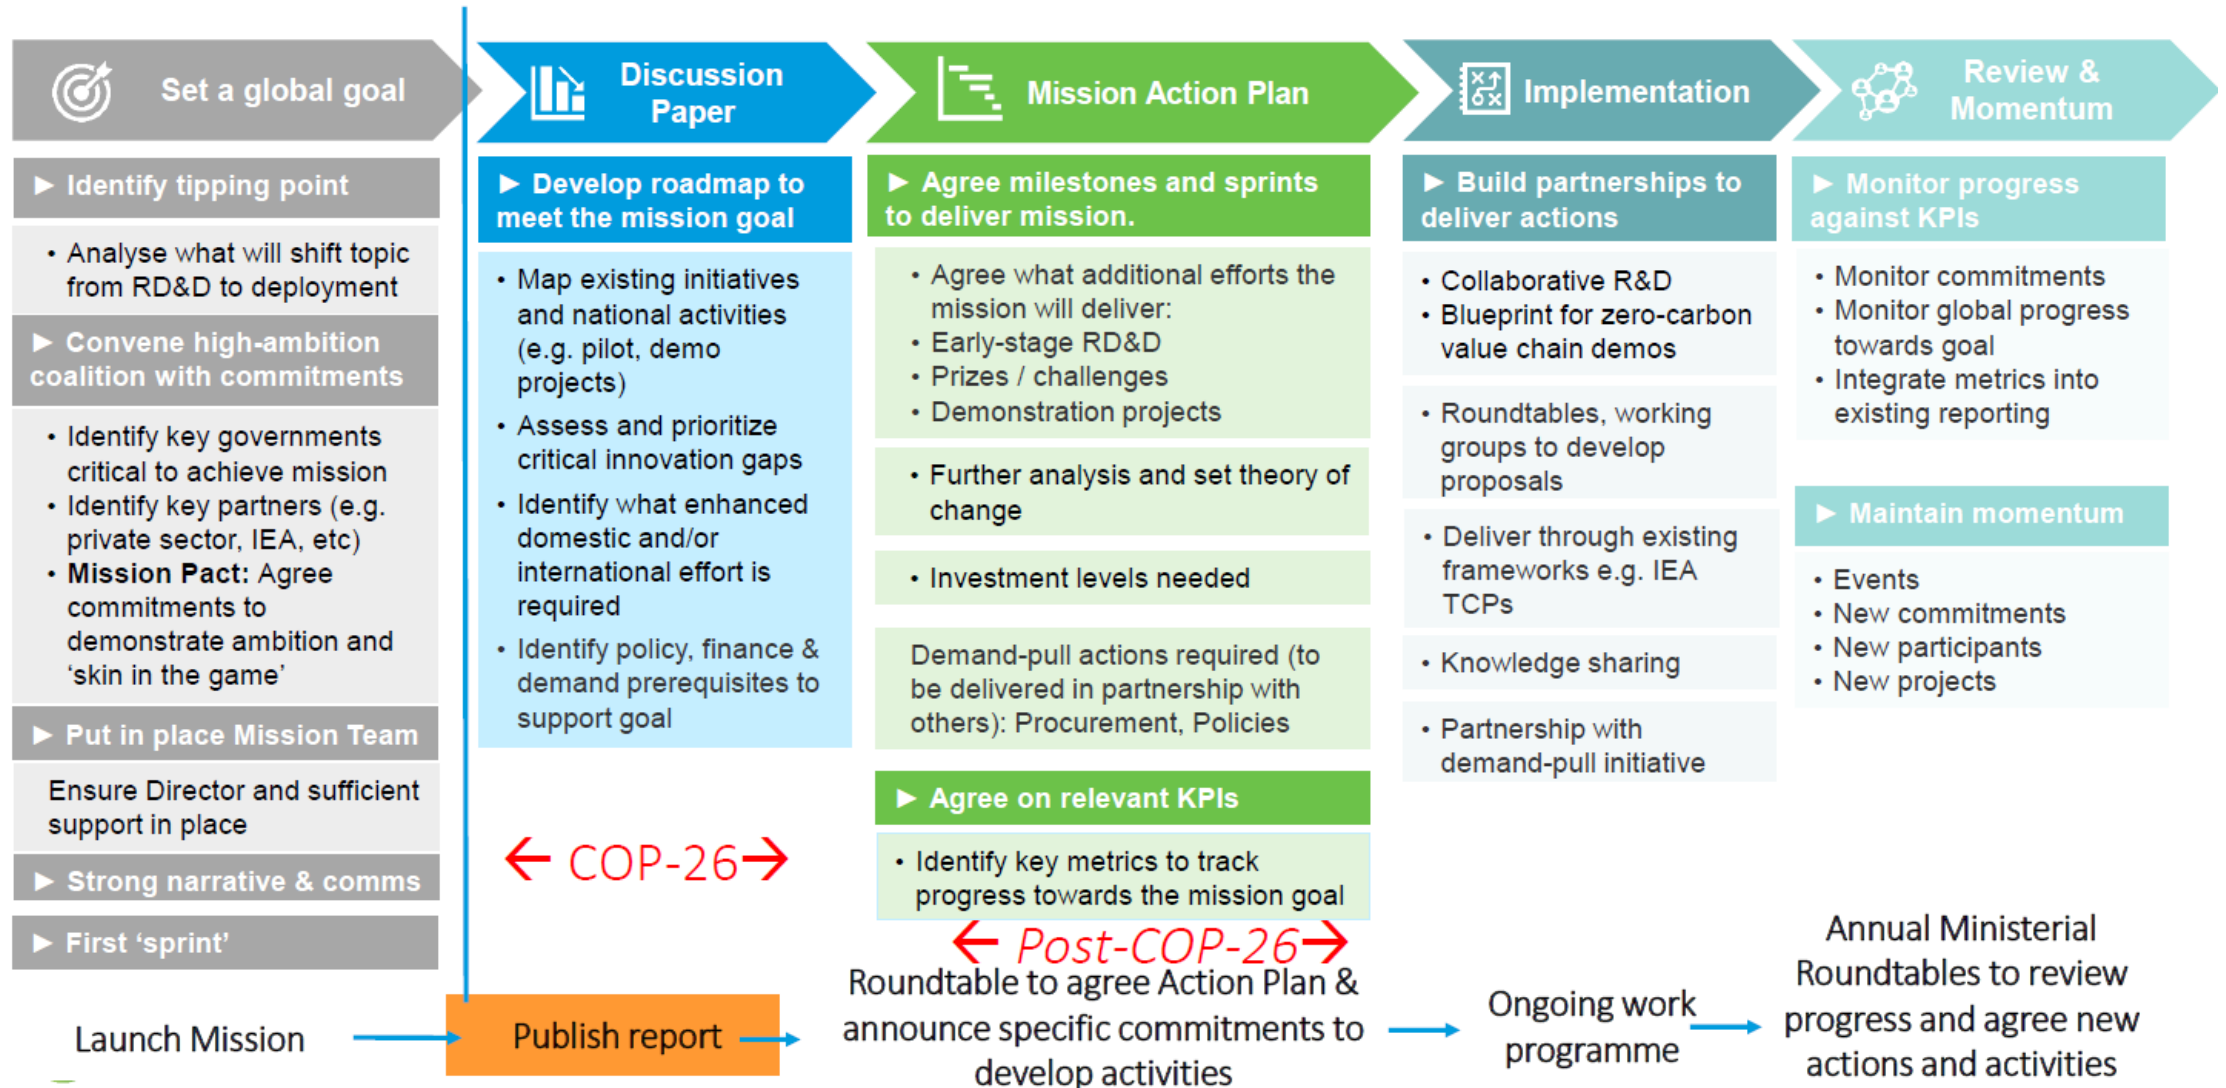 Set a global goal
► Identify tipping point
• Analyse what will shift topic
from RD&D to deployment
► Convene high-ambition
coalition with commitments
• Identify key governments
critical to achieve mission
• Identify key partners (e.g.
private sector, IEA, etc)
• Mission Pact: Agree
commitments to
demonstrate ambition and
‘skin in the game’
► Put in place Mission Team
Ensure Director and sufficient
support in place
► Strong narrative & comms
► First ‘sprint’
Discussion
Paper
► Develop roadmap to
meet the mission goal
• Map existing initiatives
and national activities
(e.g. pilot, demo
projects)
• Assess and prioritize
critical innovation gaps
• Identify what enhanced
domestic and/or
international effort is
required
• Identify policy, finance &
demand prerequisites to
support goal
← COP-26→
Mission Action Plan
► Agree milestones and sprints
to deliver mission.
• Agree what additional efforts the
mission will deliver:
• Early-stage RD&D
• Prizes / challenges
• Demonstration projects
• Further analysis and set theory of
change
• Investment levels needed
Demand-pull actions required (to
be delivered in partnership with
others): Procurement, Policies
► Agree on relevant KPIs
• Identify key metrics to track
progress towards the mission goal
← Post-COP-26→
Implementation
► Build partnerships to
deliver actions
• Collaborative R&D
• Blueprint for zero-carbon
value chain demos
• Roundtables, working
groups to develop
proposals
• Deliver through existing
frameworks e.g. IEA
TCPs
• Knowledge sharing
• Partnership with
demand-pull initiative
Review &
Momentum
► Monitor progress
against KPIs
• Monitor commitments
• Monitor global progress
towards goal
• Integrate metrics into
existing reporting
► Maintain momentum
• Events
• New commitments
• New participants
• New projects
Launch Mission
Publish report
Roundtable to agree Action Plan &
announce specific commitments to
develop activities
Ongoing work
programme
Annual Ministerial
Roundtables to review
progress and agree new
actions and activities